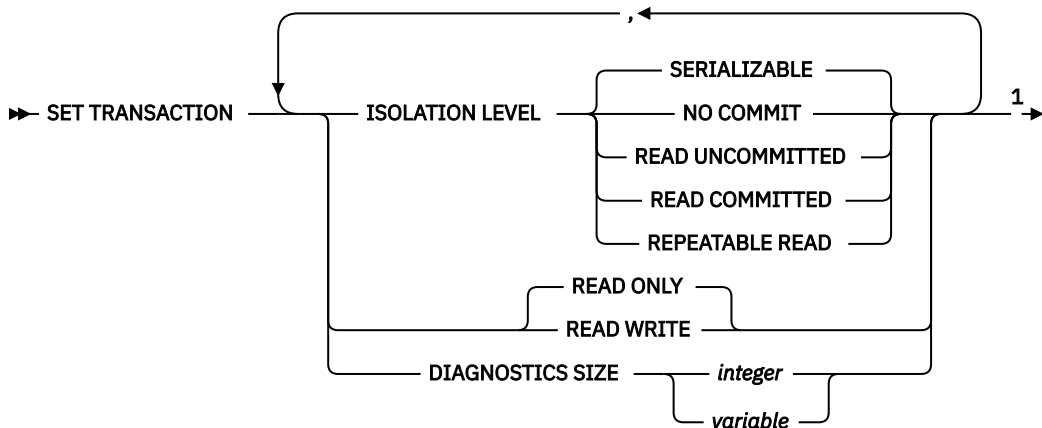 ,
SERIALIZABLE
1
SET TRANSACTION ISOLATION LEVEL NO COMMIT
READ UNCOMMITTED
READ COMMITTED
REPEATABLE READ
READ ONLY
READ WRITE
DIAGNOSTICS SIZE integer
variable